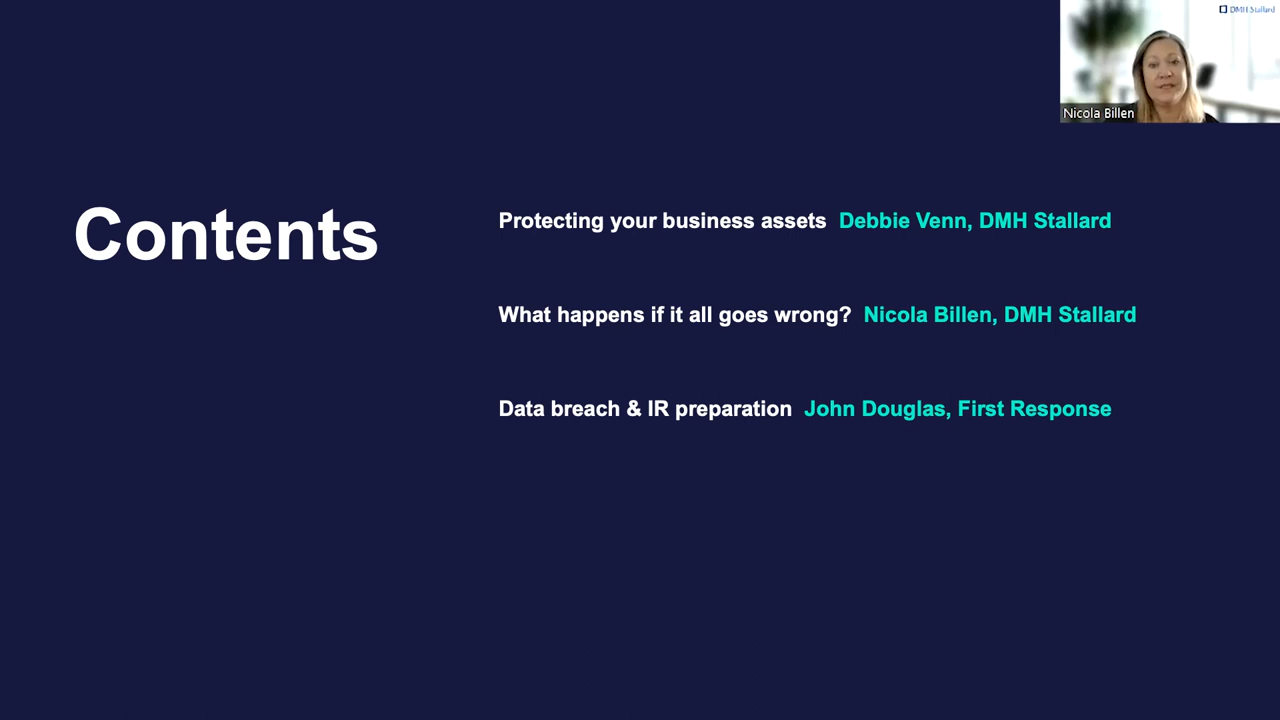 DMH Stallard
Nicola Billen
Contents
Protecting your business assets Debbie Venn, DMH Stallard
What happens if it all goes wrong? Nicola Billen, DMH Stallard
Data breach & IR preparation John Douglas, First Response